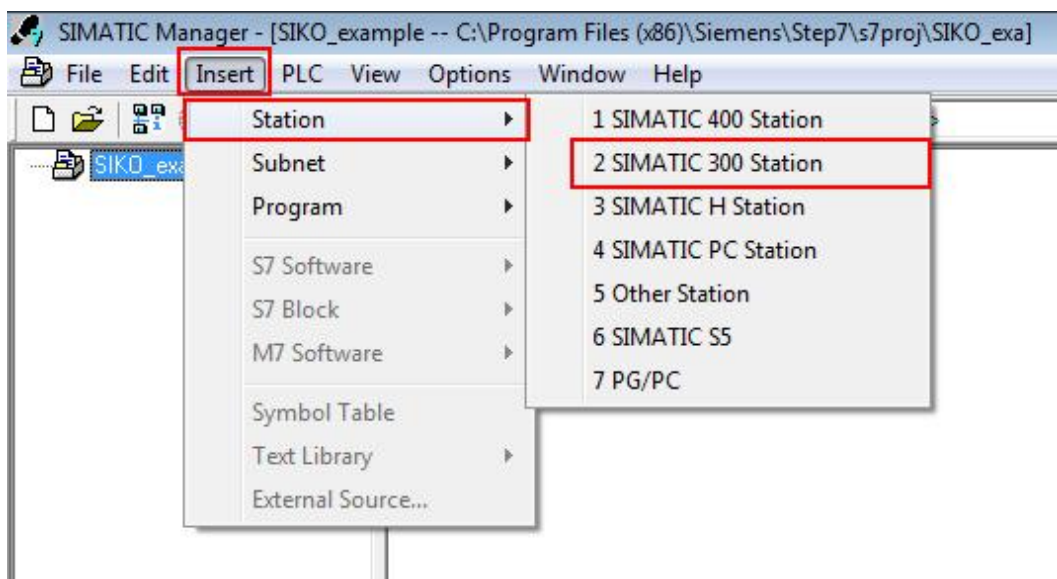 SIMATIC Manager - [SIKO_example -- C:\Program Files (x86)\Siemens\Step7\s7proj\SIKO_exa]
File Edit Insert PLC View Options Window Help
SIKO_exa
Station
Subnet
Program
S7 Software
S7 Block
M7 Software
Symbol Table
Text Library
External Source...
1 SIMATIC 400 Station
2 SIMATIC 300 Station
3 SIMATIC H Station
4 SIMATIC PC Station
5 Other Station
6 SIMATIC S5
7 PG/PC